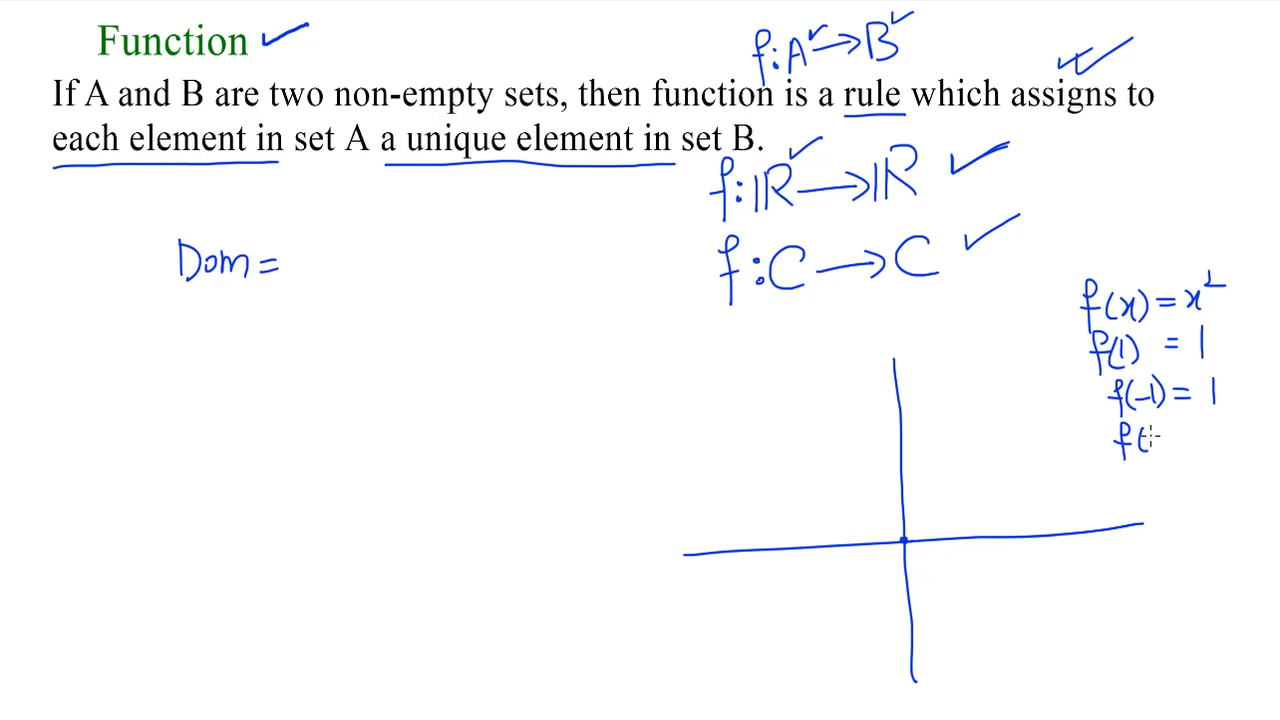 Function
f:A→B
If A and B are two non-empty sets, then function is a rule which assigns to
each element in set A a unique element in set B.
f:ℝ→ℝ
f:C→C
Dom =
f(x) = x²
f(1) = 1
f(-1) = 1
f(